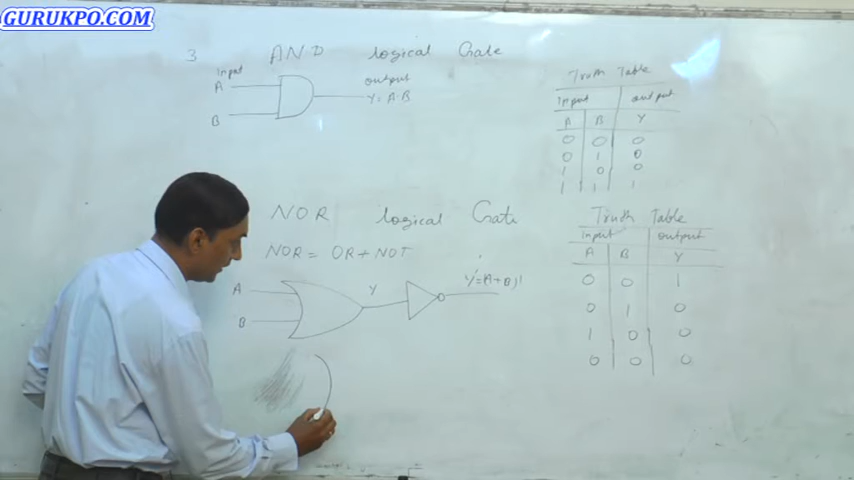 GURUKPO.COM
3 AND logical Gate
Input
A
output
Y = A·B
B
Truth Table
Input output
A B Y
0 0 0
0 1 0
1 0 0
1 1 1
NOR logical Gate
NOR = OR + NOT
A
Y
Y'=(A+B)'
B
Truth Table
Input output
A B Y
0 0 1
0 1 0
1 0 0
0 0 0